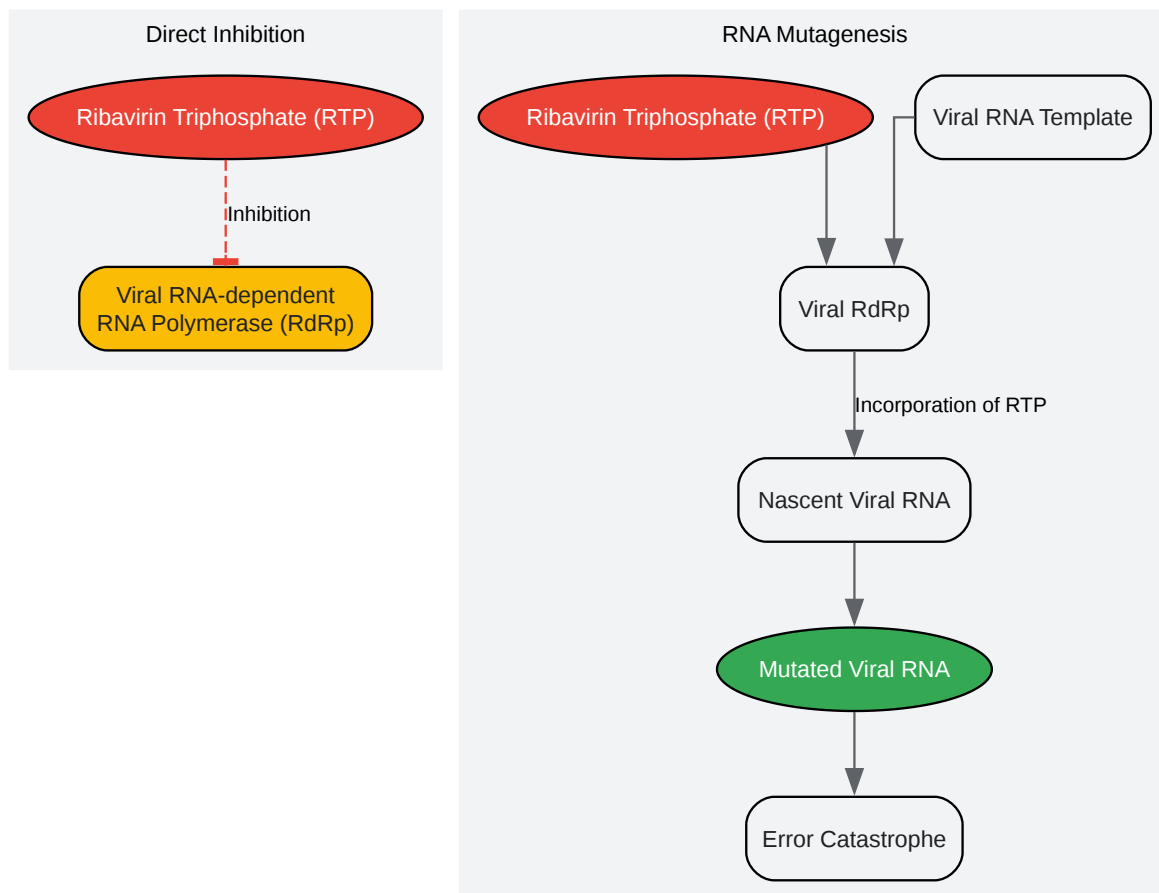 Direct Inhibition
Ribavirin Triphosphate (RTP)
Inhibition
Viral RNA-dependent
RNA Polymerase (RdRp)
RNA Mutagenesis
Ribavirin Triphosphate (RTP)
Viral RNA Template
Viral RdRp
Incorporation of RTP
Nascent Viral RNA
Mutated Viral RNA
Error Catastrophe